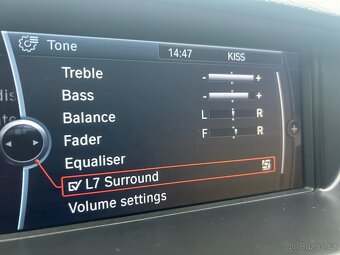 Tone
14:47
KISS
Treble - +
Bass - +
Balance L R
Fader F R
Equaliser
L7 Surround
Volume settings